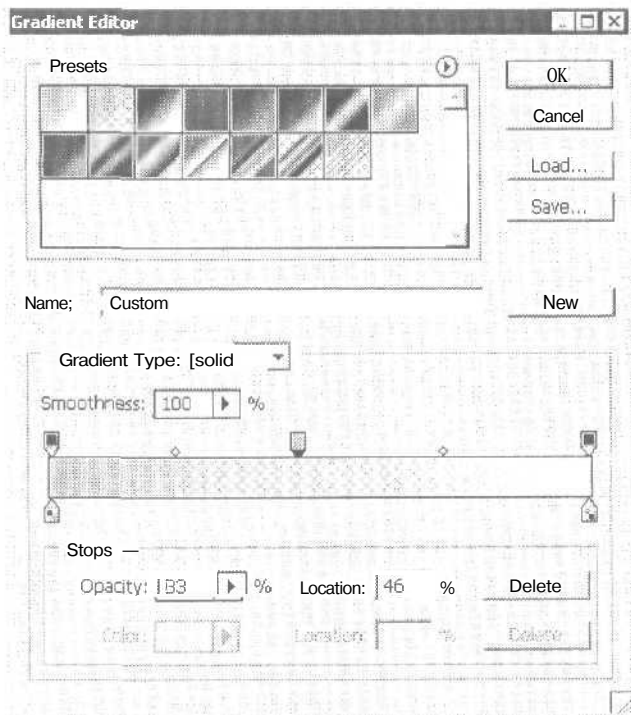 Gradient Editor
Presets
OK
Cancel
Load...
Save...
Name; Custom
New
Gradient Type: [solid
Smoothness: 100 %
Stops —
Opacity: IB3 % Location: 46 % Delete
Color: Location: % Delete